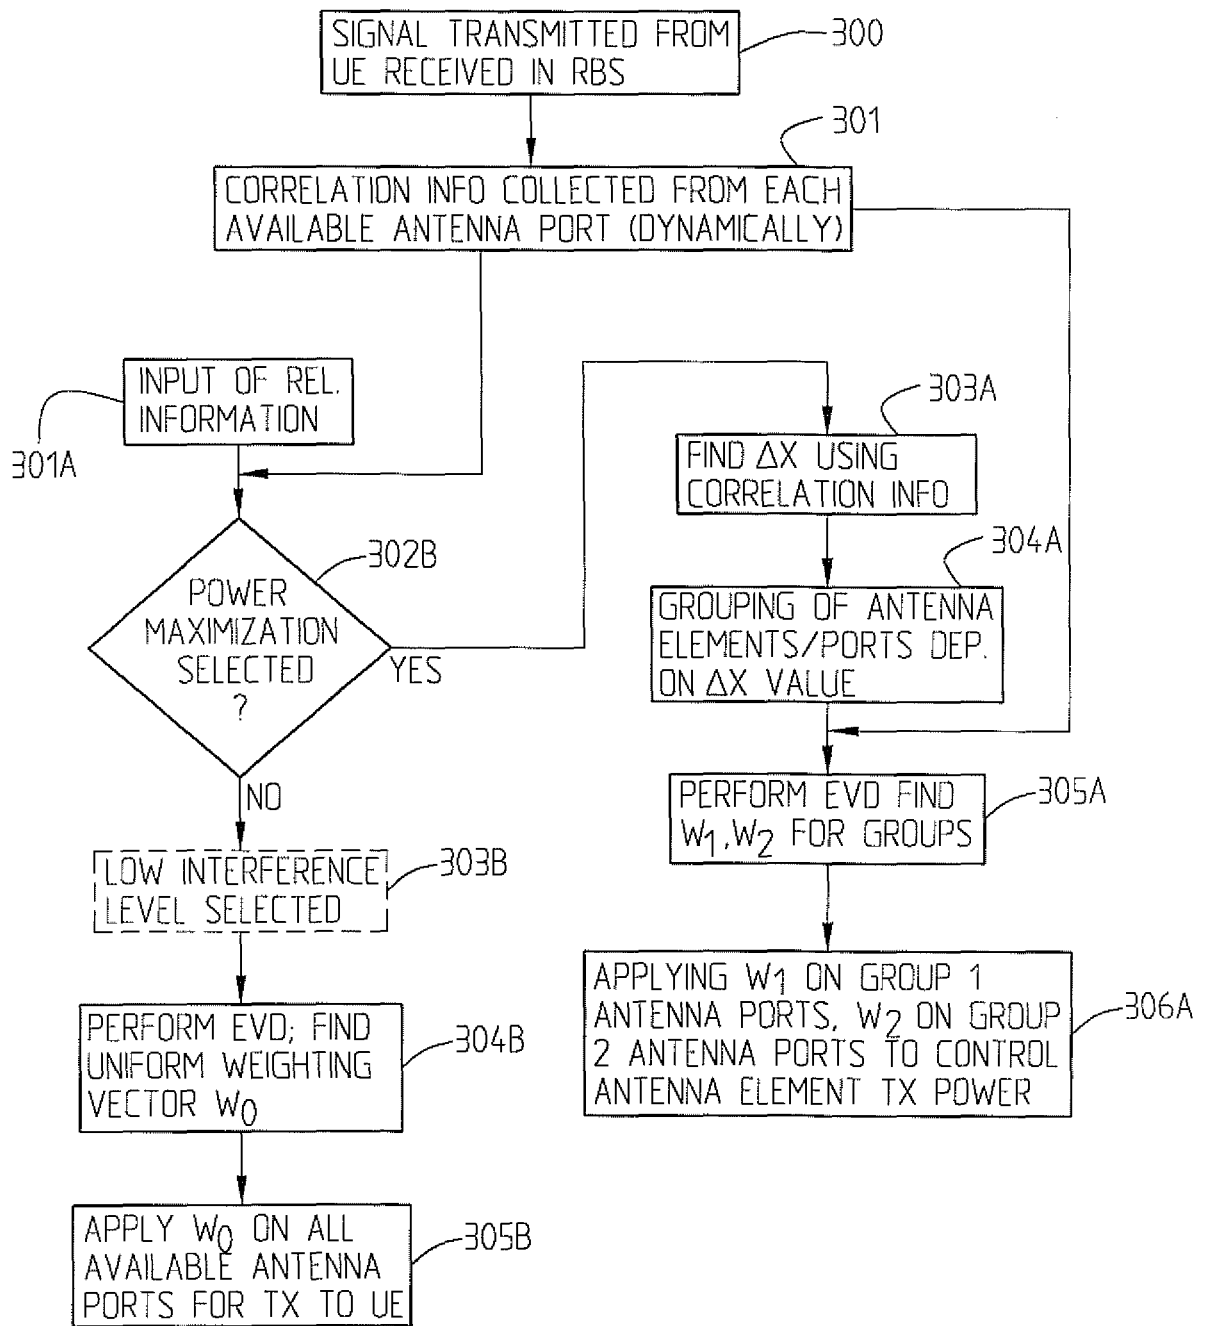 SIGNAL TRANSMITTED FROM
UE RECEIVED IN RBS
300
301
CORRELATION INFO COLLECTED FROM EACH
AVAILABLE ANTENNA PORT (DYNAMICALLY)
INPUT OF REL.
INFORMATION
301A
303A
FIND ΔX USING
CORRELATION INFO
302B
POWER
MAXIMIZATION
SELECTED
?
YES
NO
304A
GROUPING OF ANTENNA
ELEMENTS/PORTS DEP.
ON ΔX VALUE
PERFORM EVD FIND
W1, W2 FOR GROUPS
305A
LOW INTERFERENCE
LEVEL SELECTED
303B
APPLYING W1 ON GROUP 1
ANTENNA PORTS, W2 ON GROUP
2 ANTENNA PORTS TO CONTROL
ANTENNA ELEMENT TX POWER
306A
PERFORM EVD; FIND
UNIFORM WEIGHTING
VECTOR W0
304B
APPLY W0 ON ALL
AVAILABLE ANTENNA
PORTS FOR TX TO UE
305B